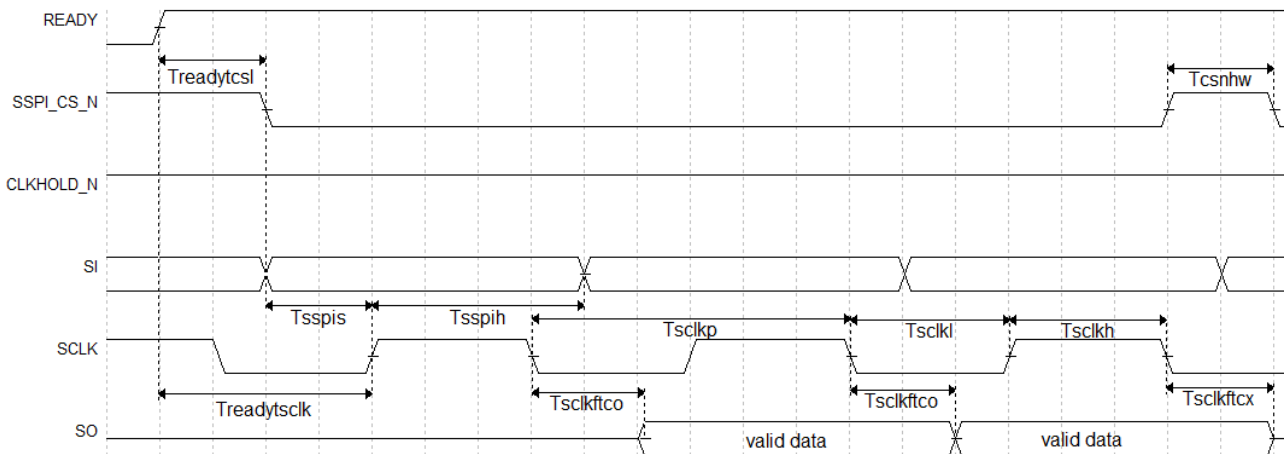 READY
Treadytcsl
Tcsnhw
SSPI_CS_N
CLKHOLD_N
SI
Tsspis
Tsspih
Tsclkp
Tsclkl
Tsclkh
SCLK
Treadytsclk
Tsclkftco
Tsclkftco
Tsclkftcx
SO
valid data
valid data